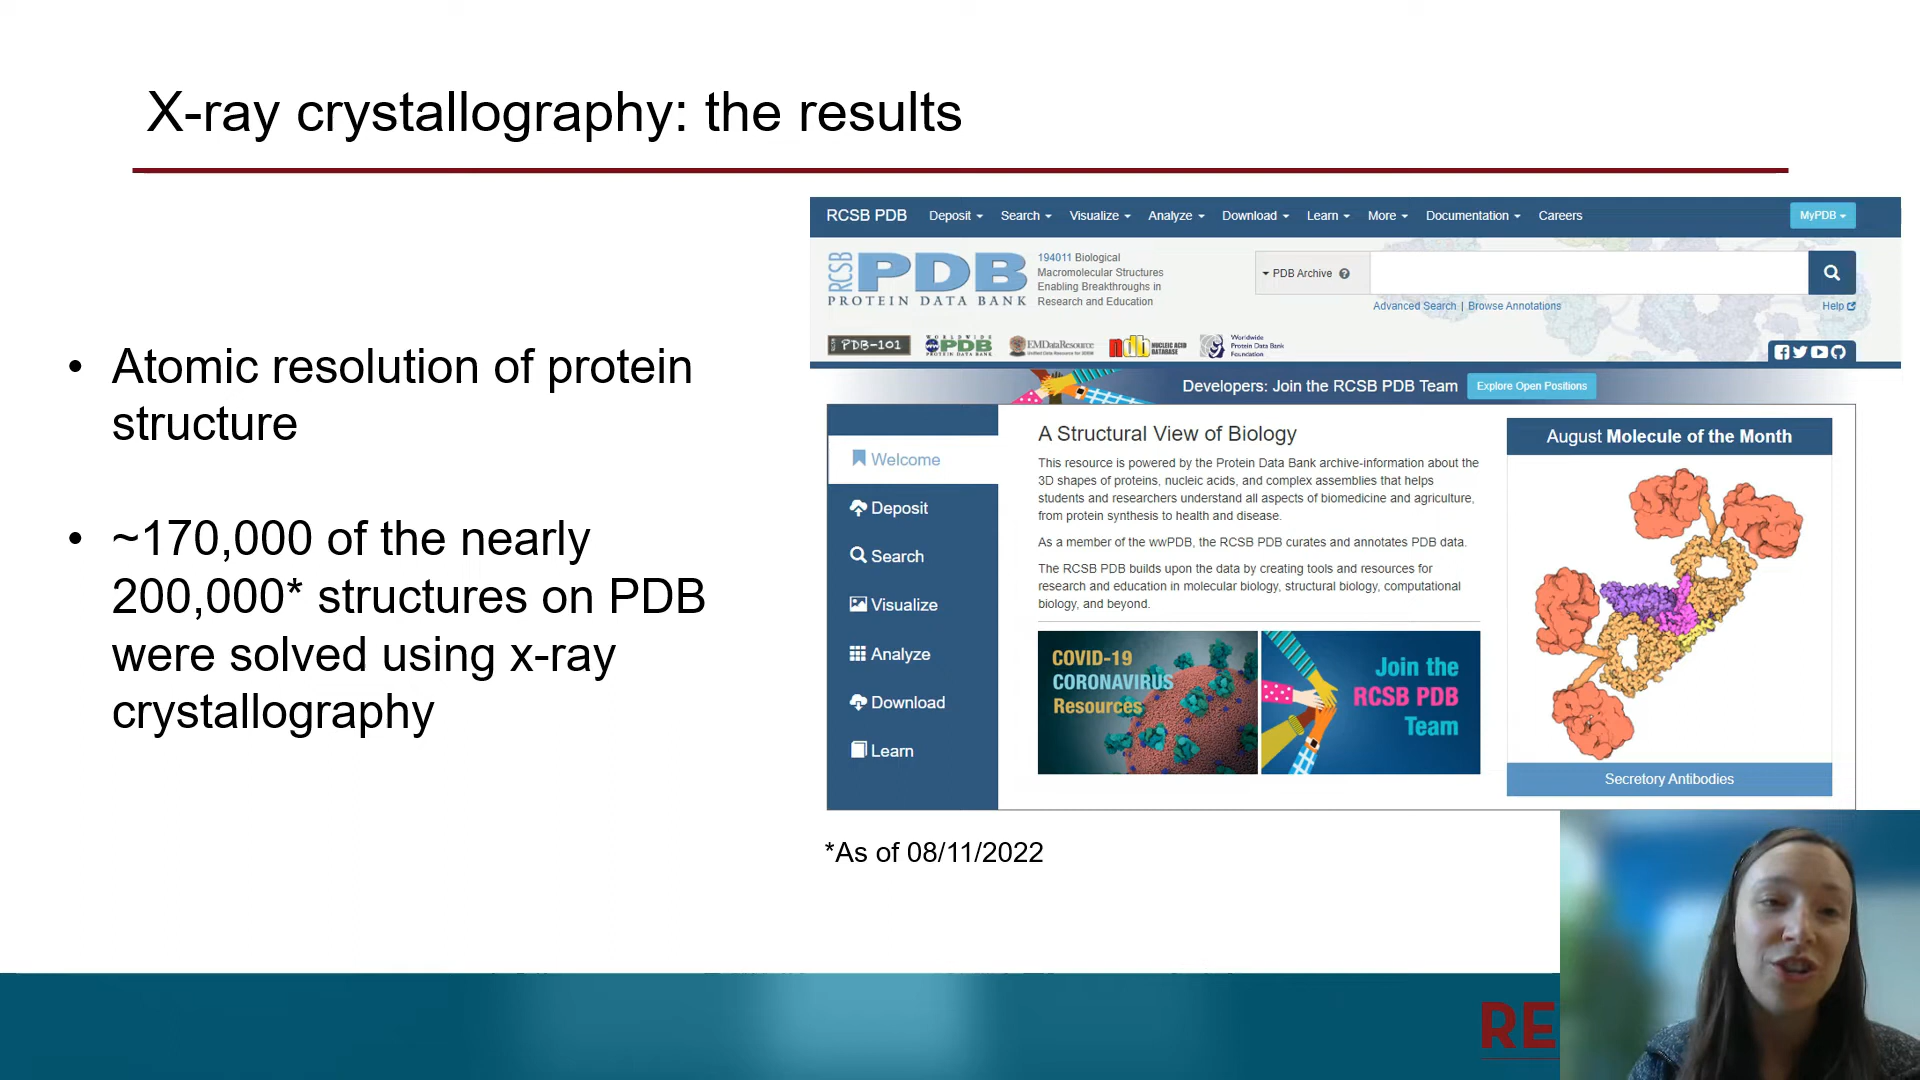 X-ray crystallography: the results
• Atomic resolution of protein
structure
• ~170,000 of the nearly
200,000* structures on PDB
were solved using x-ray
crystallography
RCSB PDB Deposit Search Visualize Analyze Download Learn More Documentation Careers MyPDB
RCSB
PDB
PROTEIN DATA BANK
194011 Biological
Macromolecular Structures
Enabling Breakthroughs in
Research and Education
PDB Archive
Advanced Search | Browse Annotations
Help
PDB-101
WORLDWIDE
PDB
PROTEIN DATA BANK
EMDataResource
Unified Data Resource for 3DEM
ndb NUCLEIC ACID
DATABASE
Worldwide
Protein Data Bank
Foundation
Developers: Join the RCSB PDB Team Explore Open Positions
Welcome
Deposit
Search
Visualize
Analyze
Download
Learn
A Structural View of Biology
This resource is powered by the Protein Data Bank archive-information about the
3D shapes of proteins, nucleic acids, and complex assemblies that helps
students and researchers understand all aspects of biomedicine and agriculture,
from protein synthesis to health and disease.
As a member of the wwPDB, the RCSB PDB curates and annotates PDB data.
The RCSB PDB builds upon the data by creating tools and resources for
research and education in molecular biology, structural biology, computational
biology, and beyond.
COVID-19
CORONAVIRUS
Resources
Join the
RCSB PDB
Team
August Molecule of the Month
Secretory Antibodies
*As of 08/11/2022
RE